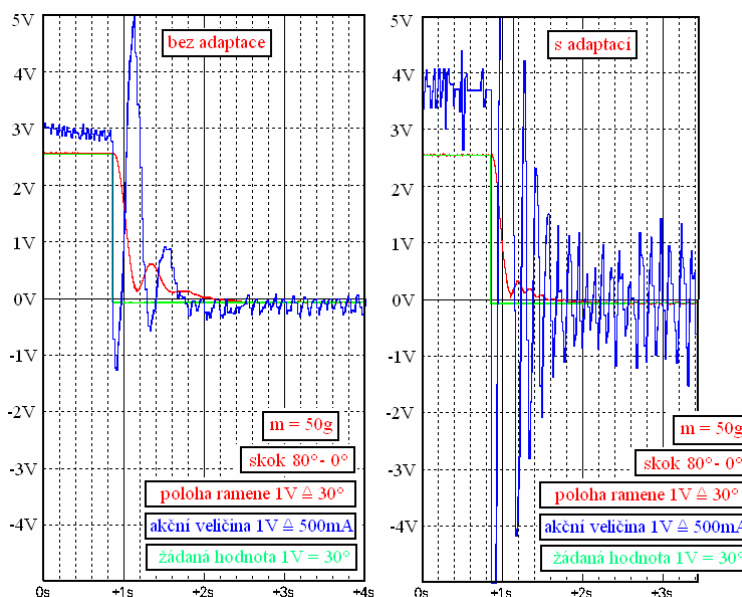 5V
4V
3V
2V
1V
0V
-1V
-2V
-3V
-4V
0s
+1s
+2s
+3s
+4s
bez adaptace
m = 50g
skok 80°- 0°
poloha ramene 1V ≙ 30°
akční veličina 1V ≙ 500mA
žádaná hodnota 1V = 30°
5V
4V
3V
2V
1V
0V
-1V
-2V
-3V
-4V
0s
+1s
+2s
+3s
s adaptací
m = 50g
skok 80°- 0°
poloha ramene 1V ≙ 30°
akční veličina 1V ≙ 500mA
žádaná hodnota 1V = 30°